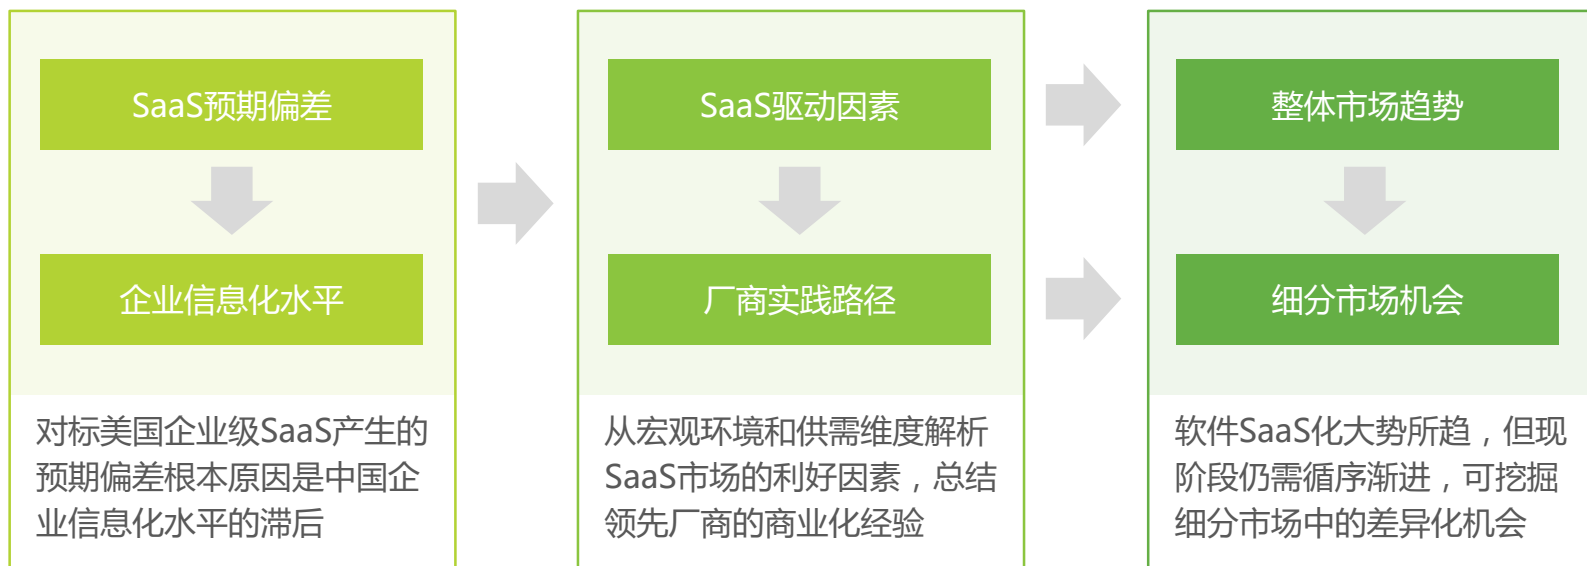 SaaS预期偏差
企业信息化水平
对标美国企业级SaaS产生的
预期偏差根本原因是中国企
业信息化水平的滞后
SaaS驱动因素
厂商实践路径
从宏观环境和供需维度解析
SaaS市场的利好因素，总结
领先厂商的商业化经验
整体市场趋势
细分市场机会
软件SaaS化大势所趋，但现
阶段仍需循序渐进，可挖掘
细分市场中的差异化机会